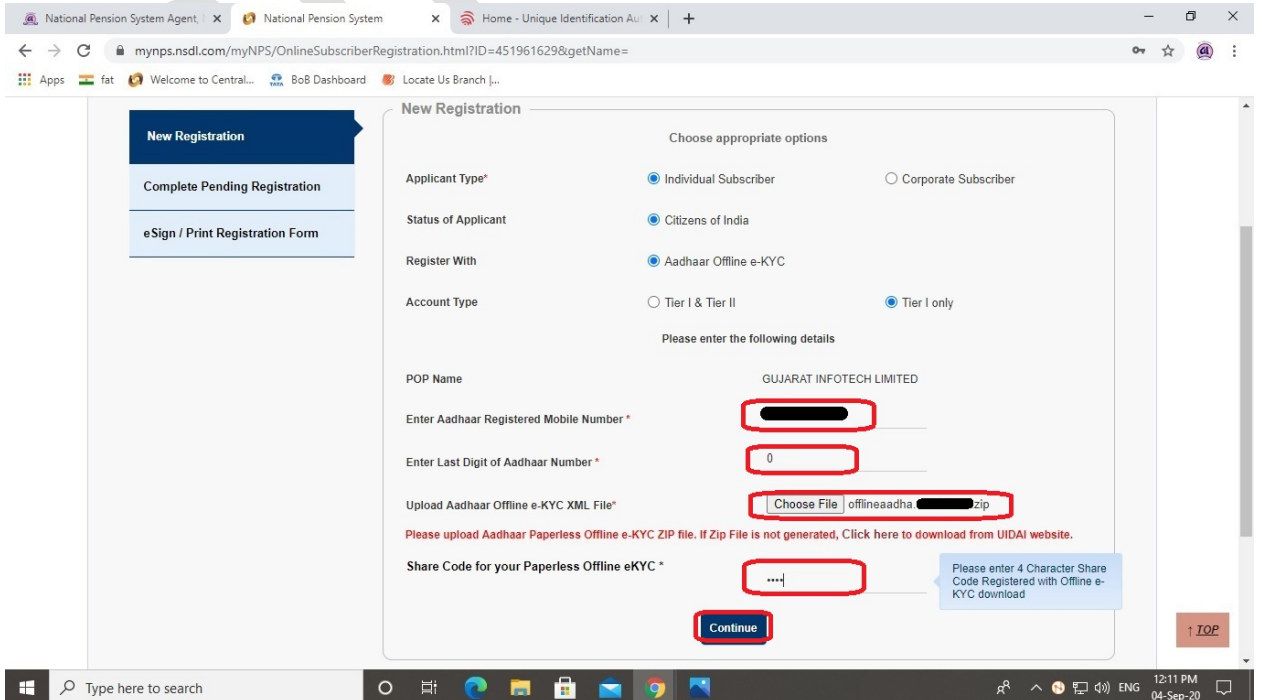 National Pension System Agent,
National Pension System
Home - Unique Identification Au
mynps.nsdl.com/myNPS/OnlineSubscriberRegistration.html?ID=451961629&getName=
Apps fat Welcome to Central... BoB Dashboard Locate Us Branch |...
New Registration
Complete Pending Registration
eSign / Print Registration Form
New Registration
Choose appropriate options
Applicant Type* Individual Subscriber Corporate Subscriber
Status of Applicant Citizens of India
Register With Aadhaar Offline e-KYC
Account Type Tier I & Tier II Tier I only
Please enter the following details
POP Name GUJARAT INFOTECH LIMITED
Enter Aadhaar Registered Mobile Number *
Enter Last Digit of Aadhaar Number * 0
Upload Aadhaar Offline e-KYC XML File* Choose File offlineaadha. zip
Please upload Aadhaar Paperless Offline e-KYC ZIP file. If Zip File is not generated, Click here to download from UIDAI website.
Share Code for your Paperless Offline eKYC * ····
Please enter 4 Character Share
Code Registered with Offline e-
KYC download
Continue
↑ TOP
Type here to search
ENG
12:11 PM
04-Sep-20